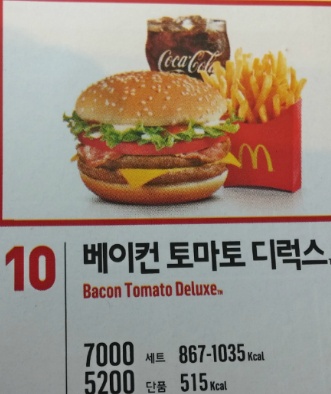 Coca-Cola
10 베이컨 토마토 디럭스
Bacon Tomato Deluxe™
7000 세트 867-1035 Kcal
5200 단품 515 Kcal